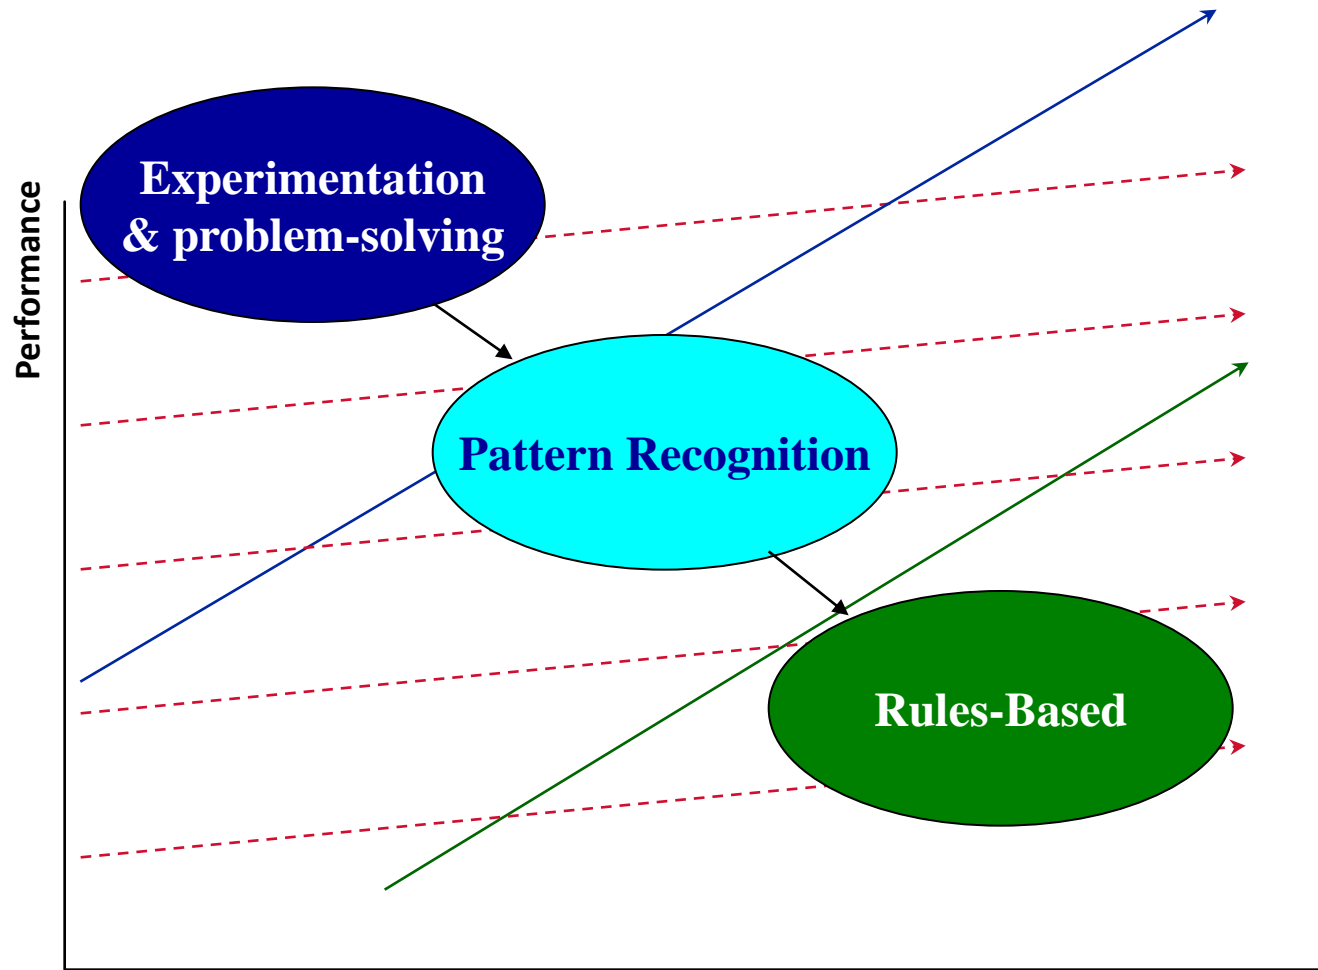 Performance
Experimentation
& problem-solving
Pattern Recognition
Rules-Based